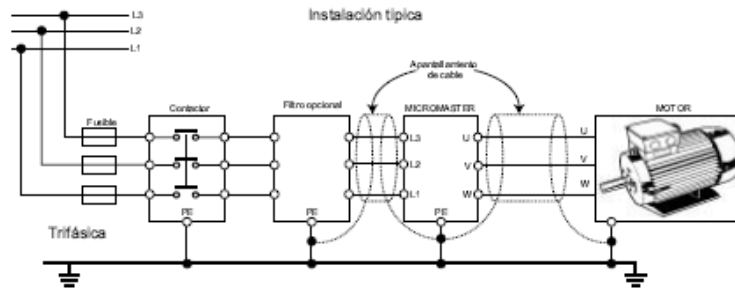 Instalación típica
L3
L2
L1
Apantallamiento
de cable
Fusible
Contactor
Filtro opcional
MICROMASTER
MOTOR
L3
U
U
L2
V
V
L1
W
W
PE
PE
PE
Trifásica